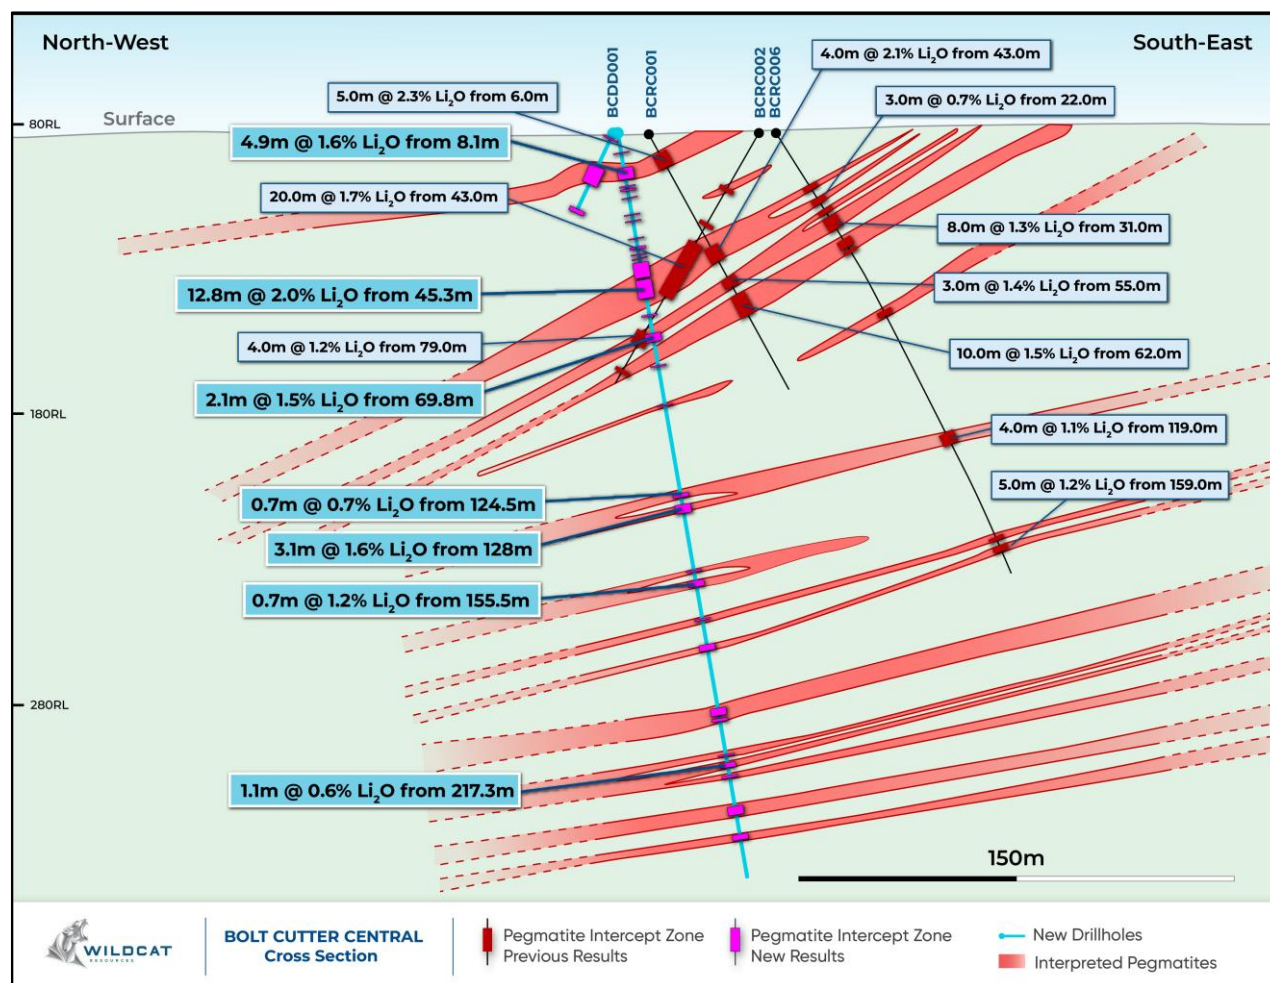 North-West
South-East
BCDD001
BCRC001
BCRC002
BCRC006
4.0m @ 2.1% Li₂O from 43.0m
5.0m @ 2.3% Li₂O from 6.0m
3.0m @ 0.7% Li₂O from 22.0m
80RL
Surface
4.9m @ 1.6% Li₂O from 8.1m
20.0m @ 1.7% Li₂O from 43.0m
8.0m @ 1.3% Li₂O from 31.0m
12.8m @ 2.0% Li₂O from 45.3m
3.0m @ 1.4% Li₂O from 55.0m
4.0m @ 1.2% Li₂O from 79.0m
10.0m @ 1.5% Li₂O from 62.0m
2.1m @ 1.5% Li₂O from 69.8m
180RL
4.0m @ 1.1% Li₂O from 119.0m
5.0m @ 1.2% Li₂O from 159.0m
0.7m @ 0.7% Li₂O from 124.5m
3.1m @ 1.6% Li₂O from 128m
0.7m @ 1.2% Li₂O from 155.5m
280RL
1.1m @ 0.6% Li₂O from 217.3m
150m
WILDCAT
RESOURCES
BOLT CUTTER CENTRAL
Cross Section
Pegmatite Intercept Zone
Previous Results
Pegmatite Intercept Zone
New Results
New Drillholes
Interpreted Pegmatites